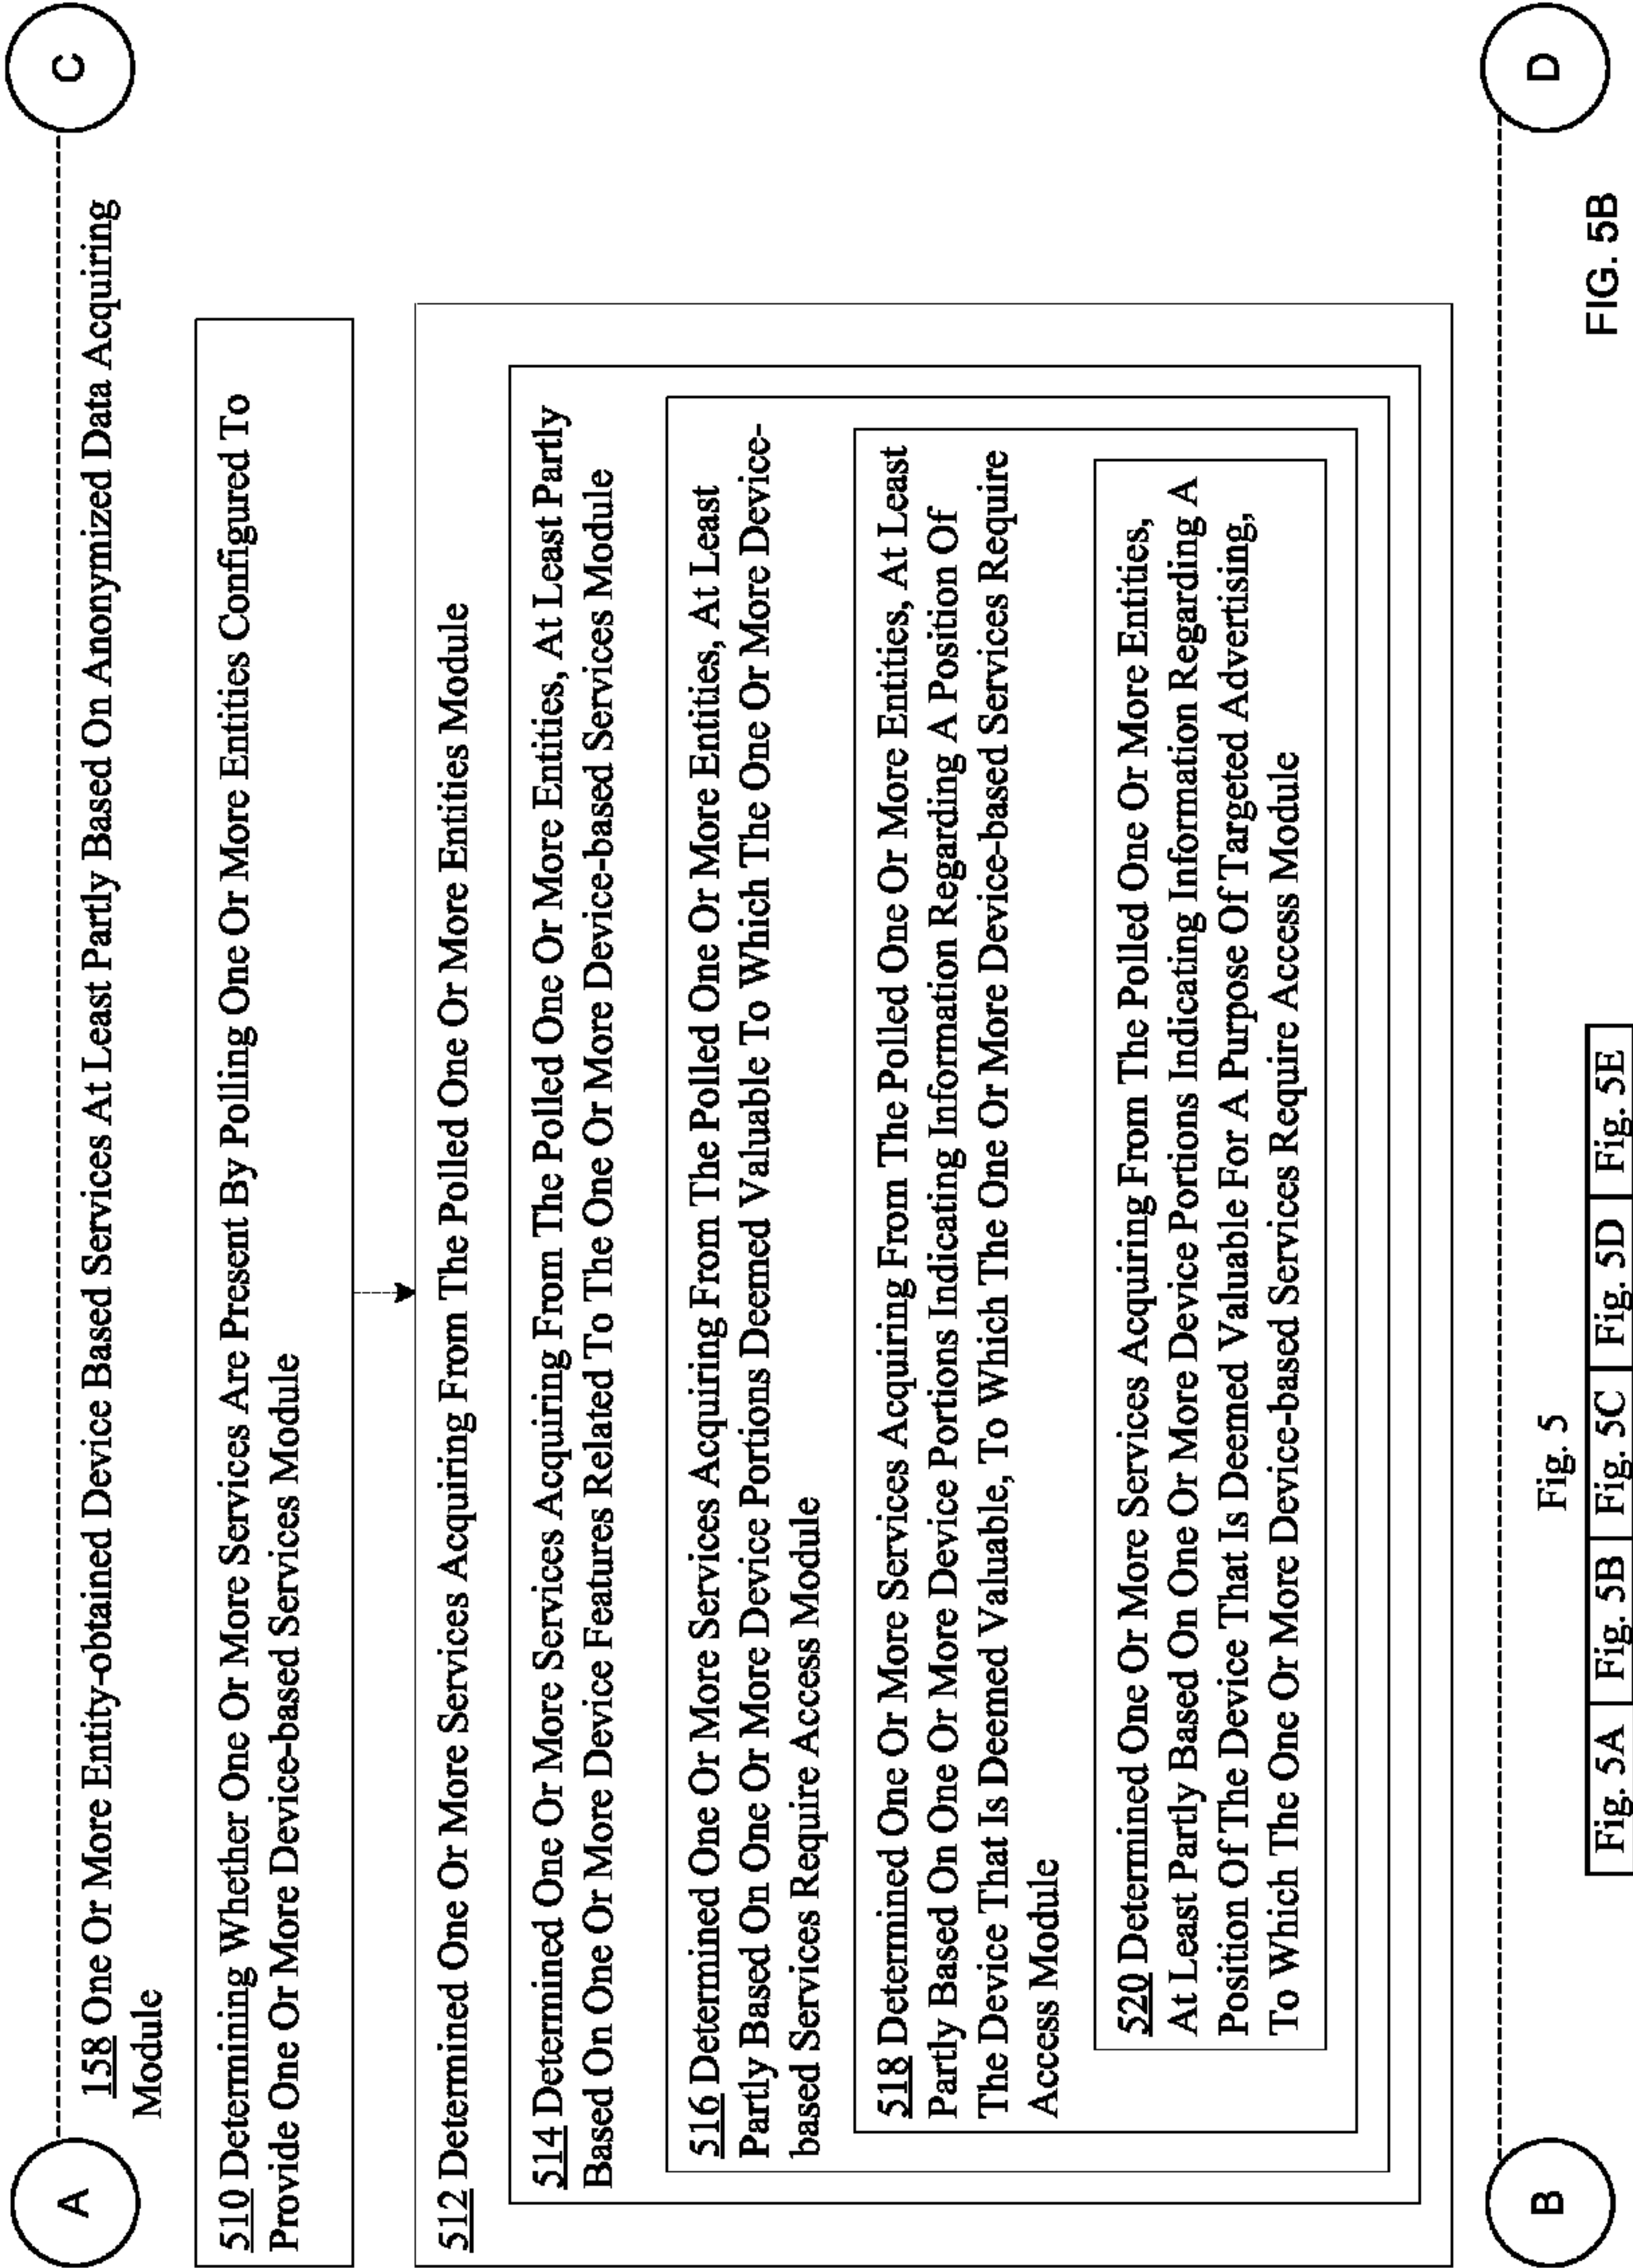 A
C
158 One Or More Entity-obtained Device Based Services At Least Partly Based On Anonymized Data Acquiring
Module
510 Determining Whether One Or More Services Are Present By Polling One Or More Entities Configured To
Provide One Or More Device-based Services Module
512 Determined One Or More Services Acquiring From The Polled One Or More Entities Module
514 Determined One Or More Services Acquiring From The Polled One Or More Entities, At Least Partly
Based On One Or More Device Features Related To The One Or More Device-based Services Module
516 Determined One Or More Services Acquiring From The Polled One Or More Entities, At Least
Partly Based On One Or More Device Portions Deemed Valuable To Which The One Or More Device-
based Services Require Access Module
518 Determined One Or More Services Acquiring From The Polled One Or More Entities, At Least
Partly Based On One Or More Device Portions Indicating Information Regarding A Position Of
The Device That Is Deemed Valuable, To Which The One Or More Device-based Services Require
Access Module
520 Determined One Or More Services Acquiring From The Polled One Or More Entities,
At Least Partly Based On One Or More Device Portions Indicating Information Regarding A
Position Of The Device That Is Deemed Valuable For A Purpose Of Targeted Advertising,
To Which The One Or More Device-based Services Require Access Module
B
D
Fig. 5
Fig. 5A Fig. 5B Fig. 5C Fig. 5D Fig. 5E
FIG. 5B